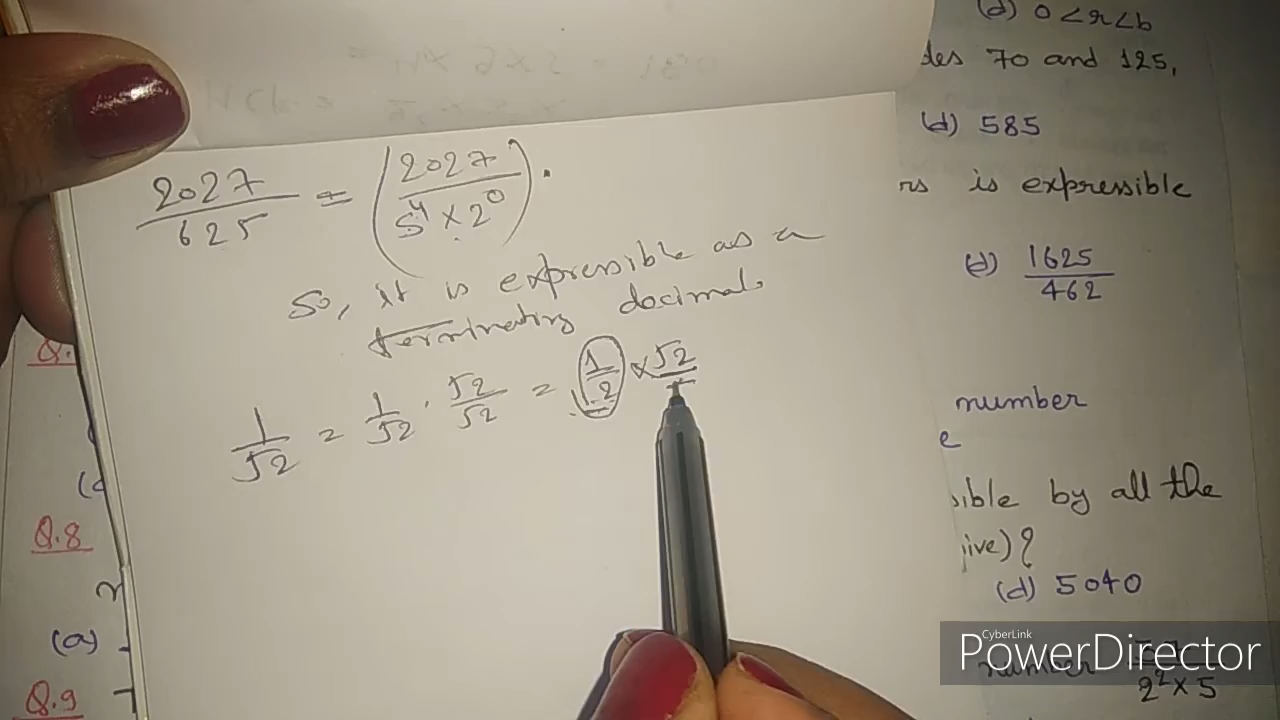 2027/625 = (2027/5⁴ × 2⁰).
So, it is expressible as a
terminating decimal.
1/√2 = 1/√2 . √2/√2 = 1/2 × √2
(d) 0 < r < b
des 70 and 125,
(d) 585
rs is expressible
(d) 1625/462
number
e
sible by all the
ive)?
(d) 5040
number
2² × 5
Q.
(c
Q.8
(a)
Q.9
CyberLink
PowerDirector